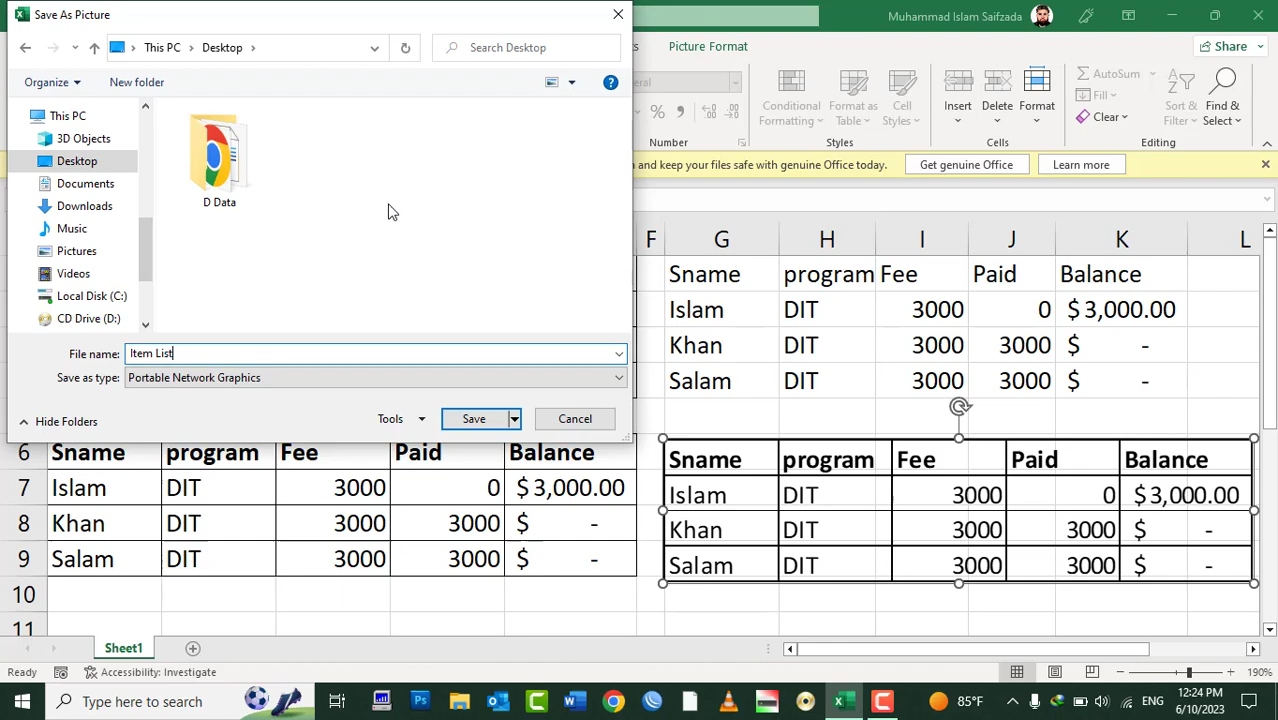 Save As Picture
Muhammad Islam Saifzada
This PC
Desktop
Search Desktop
Picture Format
Share
Organize
New folder
This PC
3D Objects
Desktop
Documents
Downloads
Music
Pictures
Videos
Local Disk (C:)
CD Drive (D:)
D Data
File name: Item List
Save as type: Portable Network Graphics
Hide Folders
Tools
Save
Cancel
Conditional Formatting
Format as Table
Cell Styles
Insert
Delete
Format
AutoSum
Fill
Clear
Sort & Filter
Find & Select
Number
Styles
Cells
Editing
and keep your files safe with genuine Office today.
Get genuine Office
Learn more
F G H I J K L
Sname program Fee Paid Balance
Islam DIT 3000 0 $ 3,000.00
Khan DIT 3000 3000 $ -
Salam DIT 3000 3000 $ -
6 Sname program Fee Paid Balance
7 Islam DIT 3000 0 $ 3,000.00
8 Khan DIT 3000 3000 $ -
9 Salam DIT 3000 3000 $ -
10
11
Sname program Fee Paid Balance
Islam DIT 3000 0 $ 3,000.00
Khan DIT 3000 3000 $ -
Salam DIT 3000 3000 $ -
Sheet1
Ready
Accessibility: Investigate
190%
Type here to search
85°F
ENG
12:24 PM
6/10/2023